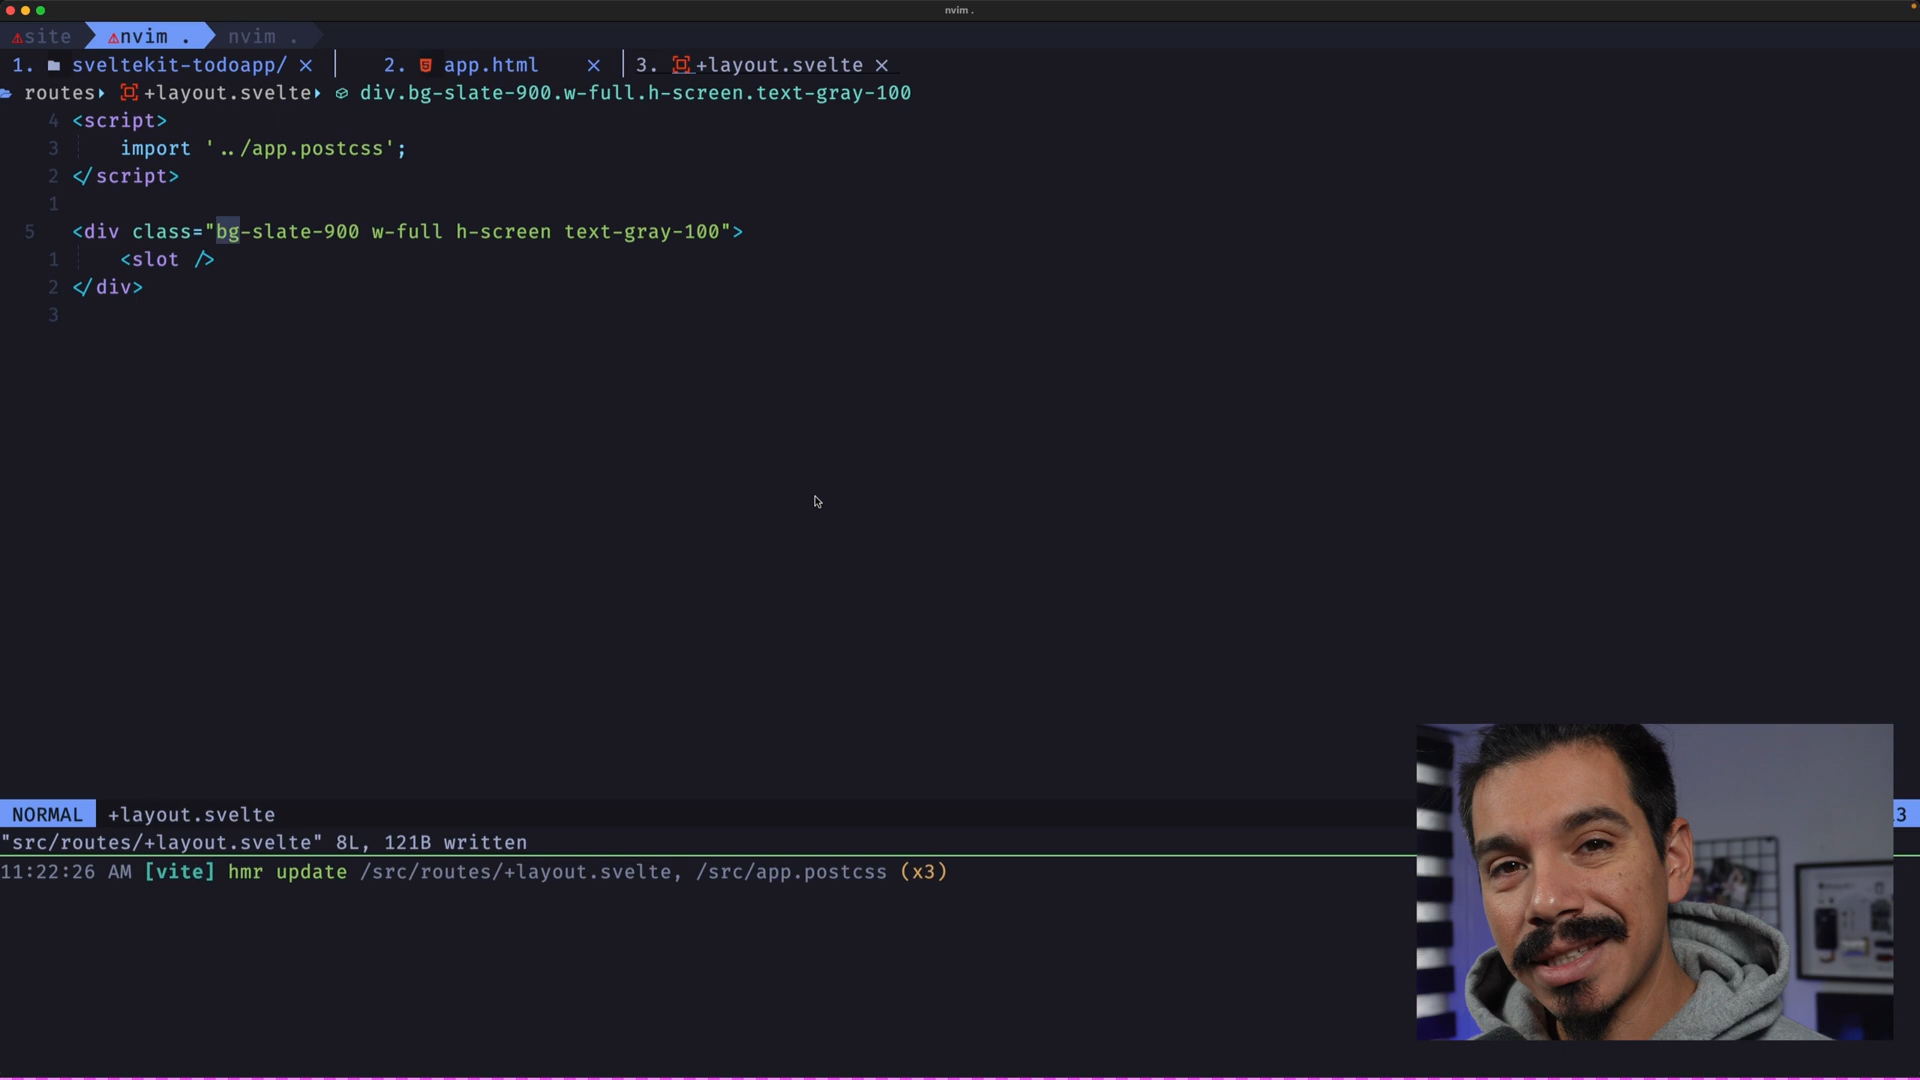 nvim .
site nvim . nvim .
1. sveltekit-todoapp/ × 2. app.html × 3. +layout.svelte ×
routes +layout.svelte div.bg-slate-900.w-full.h-screen.text-gray-100
4 <script>
3 import '../app.postcss';
2 </script>
1
5 <div class="bg-slate-900 w-full h-screen text-gray-100">
1 <slot />
2 </div>
3
NORMAL +layout.svelte
"src/routes/+layout.svelte" 8L, 121B written
11:22:26 AM [vite] hmr update /src/routes/+layout.svelte, /src/app.postcss (x3)